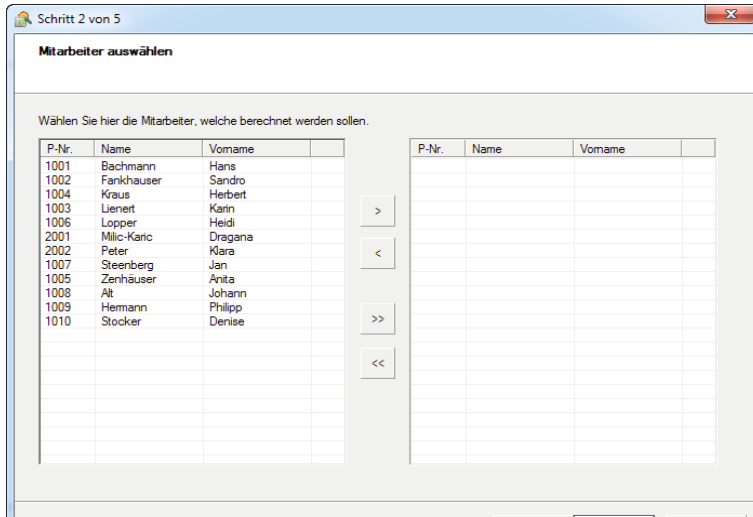 Schritt 2 von 5
Mitarbeiter auswählen
Wählen Sie hier die Mitarbeiter, welche berechnet werden sollen.
P-Nr. Name Vorname P-Nr. Name Vorname
1001 Bachmann Hans
1002 Fankhauser Sandro
1004 Kraus Herbert
1003 Lienert Karin
>
1006 Lopper Heidi
2001 Milic-Karic Dragana
2002 Peter Klara
<
1007 Steenberg Jan
1005 Zenhäuser Anita
1008 Alt Johann
1009 Hermann Philipp
1010 Stocker Denise
>>
<<